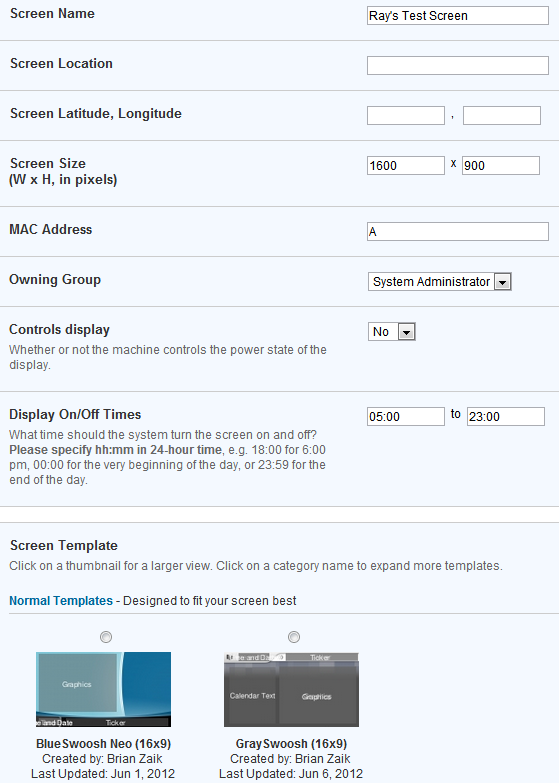 Screen Name
Ray's Test Screen
Screen Location
Screen Latitude, Longitude
,
Screen Size
(W x H, in pixels)
1600 x 900
MAC Address
A
Owning Group
System Administrator
Controls display
No
Whether or not the machine controls the power state of the
display.
Display On/Off Times
05:00 to 23:00
What time should the system turn the screen on and off?
Please specify hh:mm in 24-hour time, e.g. 18:00 for 6:00
pm, 00:00 for the very beginning of the day, or 23:59 for the
end of the day.
Screen Template
Click on a thumbnail for a larger view. Click on a category name to expand more templates.
Normal Templates - Designed to fit your screen best
Graphics
me and Date Ticker
BlueSwoosh Neo (16x9)
Created by: Brian Zaik
Last Updated: Jun 1, 2012
me and Date Ticker
Calendar Text Graphics
GraySwoosh (16x9)
Created by: Brian Zaik
Last Updated: Jun 6, 2012